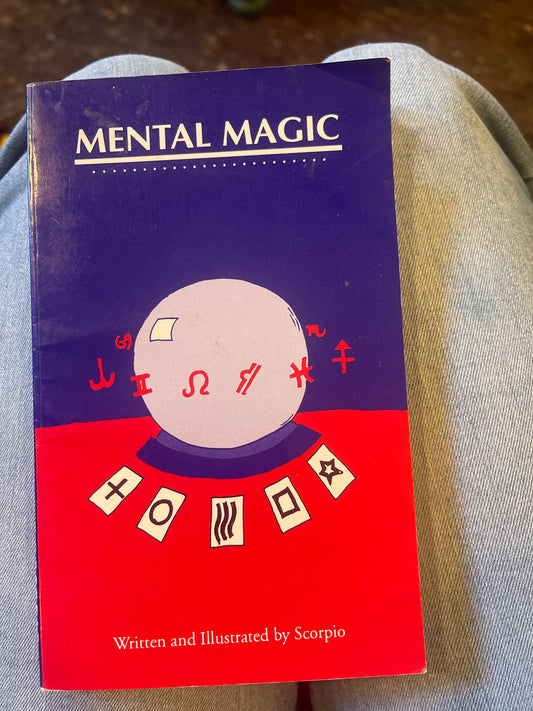 MENTAL MAGIC
Written and Illustrated by Scorpio